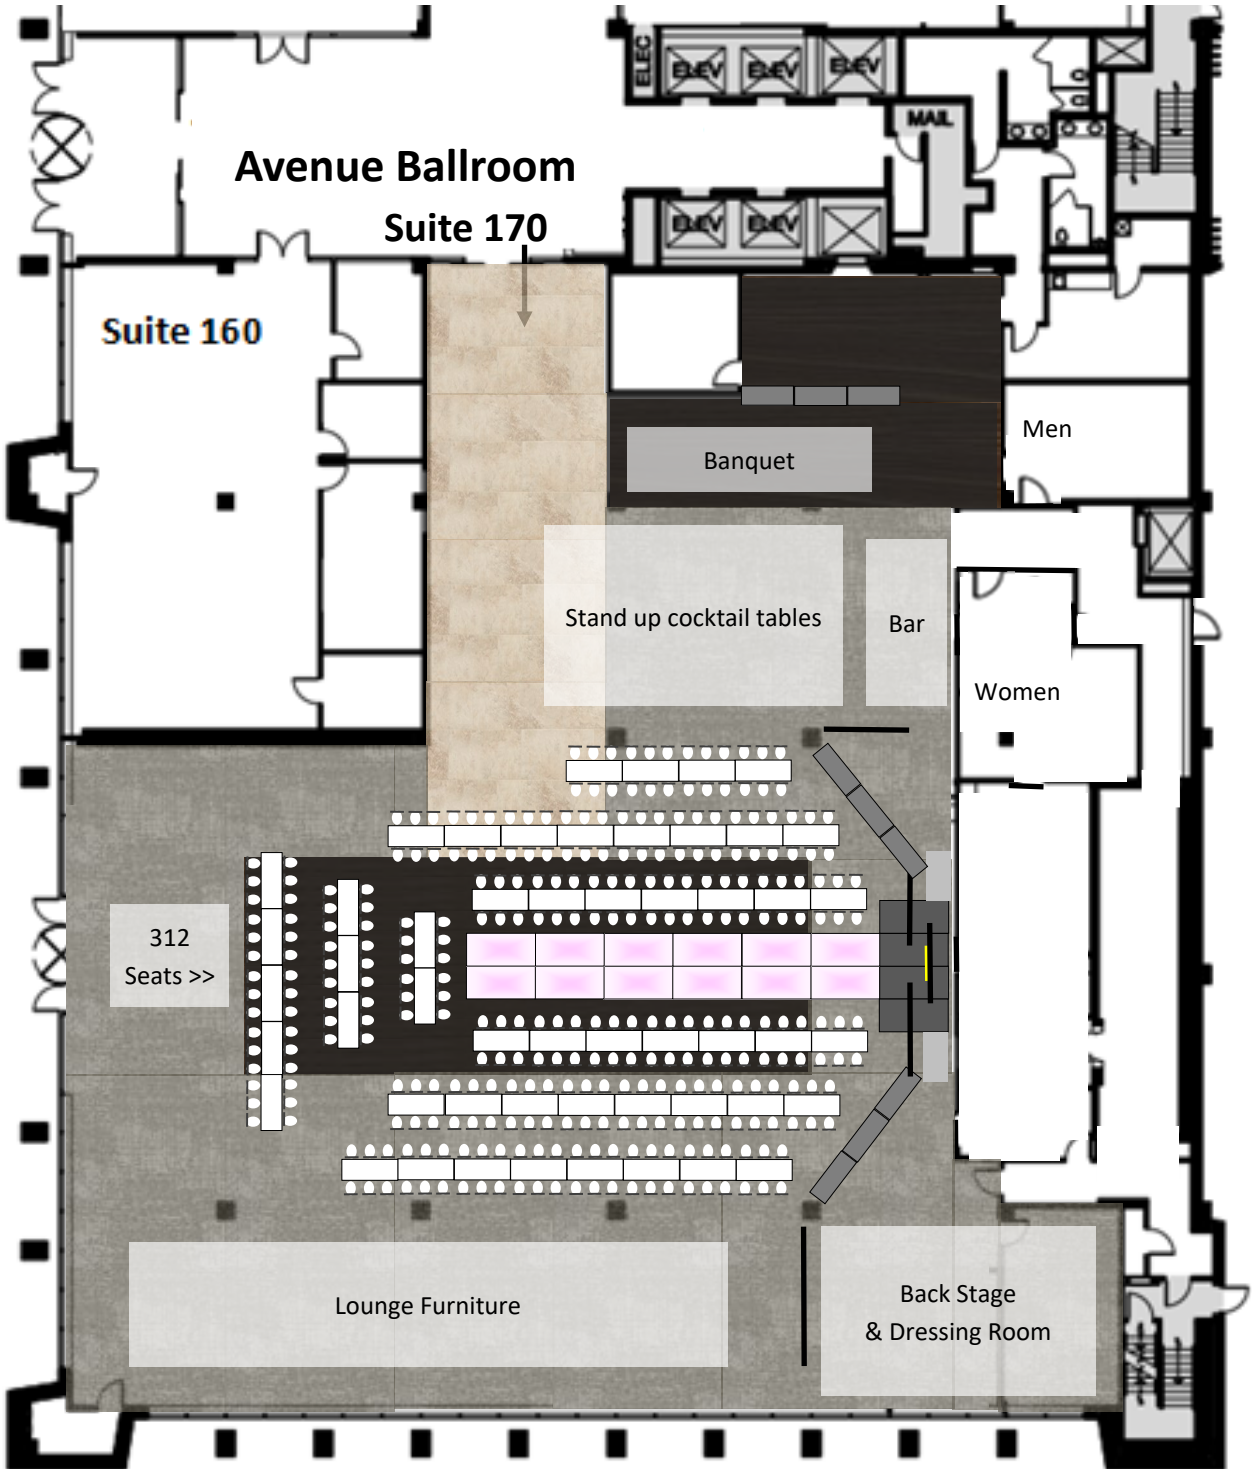 ELEC
ELEV
ELEV
ELEV
MAIL
Avenue Ballroom
Suite 170
ELEV
ELEV
Suite 160
Men
Banquet
Stand up cocktail tables
Bar
Women
312
Seats >>
Lounge Furniture
Back Stage
& Dressing Room